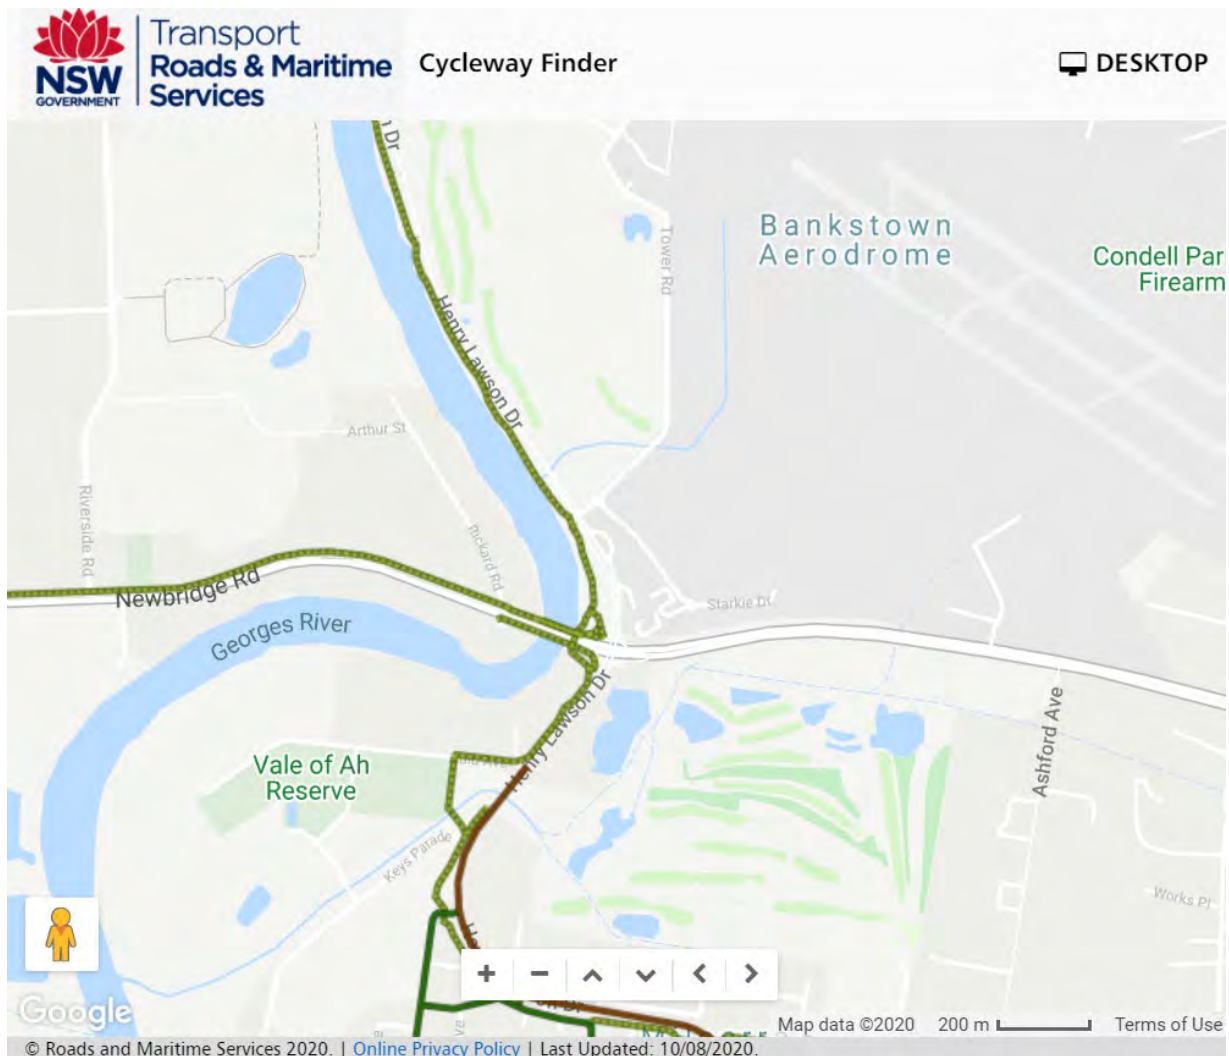 Transport
Roads & Maritime
Services
NSW
GOVERNMENT
Cycleway Finder
DESKTOP
Dr
Bankstown
Aerodrome
Tower Rd
Condell Par
Firearm
Henry Lawson Dr
Arthur St
Riverside Rd
Rickard Rd
Newbridge Rd
Starkie Dr
Georges River
Henry Lawson Dr
Ashford Ave
Vale of Ah
Reserve
Keys Parade
Works Pl
Google
Map data ©2020 200 m Terms of Use
© Roads and Maritime Services 2020. | Online Privacy Policy | Last Updated: 10/08/2020.